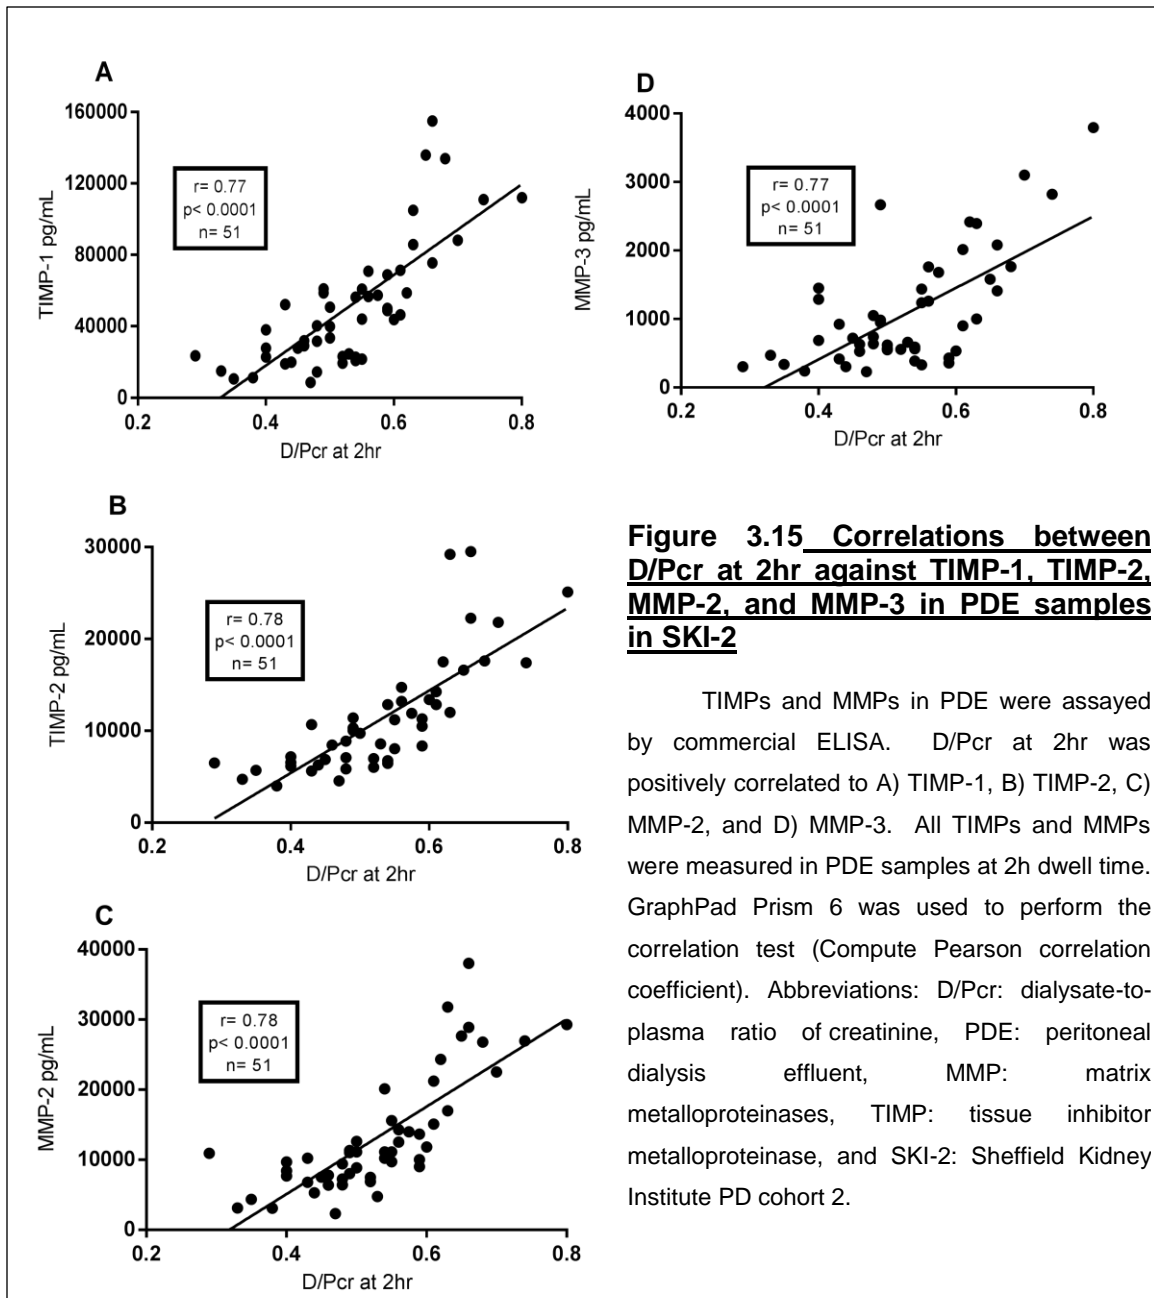 A
160000
120000
80000
40000
0
TIMP-1 pg/mL
r= 0.77
p< 0.0001
n= 51
0.2 0.4 0.6 0.8
D/Pcr at 2hr
D
4000
3000
2000
1000
0
MMP-3 pg/mL
r= 0.77
p< 0.0001
n= 51
0.2 0.4 0.6 0.8
D/Pcr at 2hr
B
30000
20000
10000
0
TIMP-2 pg/mL
r= 0.78
p< 0.0001
n= 51
0.2 0.4 0.6 0.8
D/Pcr at 2hr
C
40000
30000
20000
10000
0
MMP-2 pg/mL
r= 0.78
p< 0.0001
n= 51
0.2 0.4 0.6 0.8
D/Pcr at 2hr
Figure 3.15 Correlations between
D/Pcr at 2hr against TIMP-1, TIMP-2,
MMP-2, and MMP-3 in PDE samples
in SKI-2
TIMPs and MMPs in PDE were assayed
by commercial ELISA. D/Pcr at 2hr was
positively correlated to A) TIMP-1, B) TIMP-2, C)
MMP-2, and D) MMP-3. All TIMPs and MMPs
were measured in PDE samples at 2h dwell time.
GraphPad Prism 6 was used to perform the
correlation test (Compute Pearson correlation
coefficient). Abbreviations: D/Pcr: dialysate-to-
plasma ratio of creatinine, PDE: peritoneal
dialysis effluent, MMP: matrix
metalloproteinases, TIMP: tissue inhibitor
metalloproteinase, and SKI-2: Sheffield Kidney
Institute PD cohort 2.